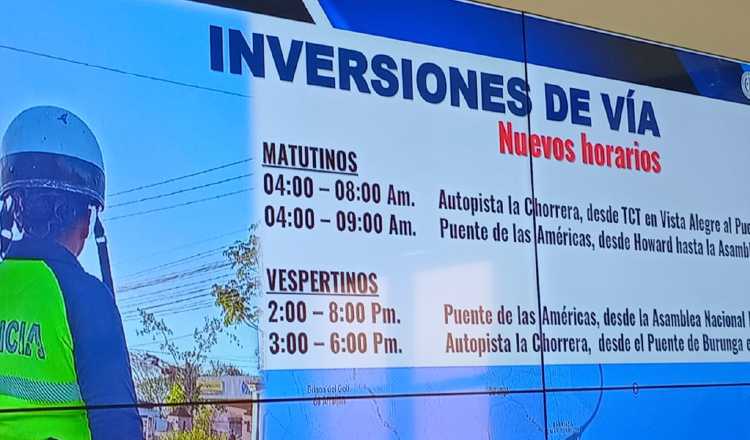 INVERSIONES DE VÍA
Nuevos horarios
MATUTINOS
04:00 – 08:00 Am. Autopista la Chorrera, desde TCT en Vista Alegre al
04:00 – 09:00 Am. Puente de las Américas, desde Howard hasta la
VESPERTINOS
2:00 – 8:00 Pm. Puente de las Américas, desde la Asamblea Nacional
3:00 – 6:00 Pm. Autopista la Chorrera, desde el Puente de Burunga